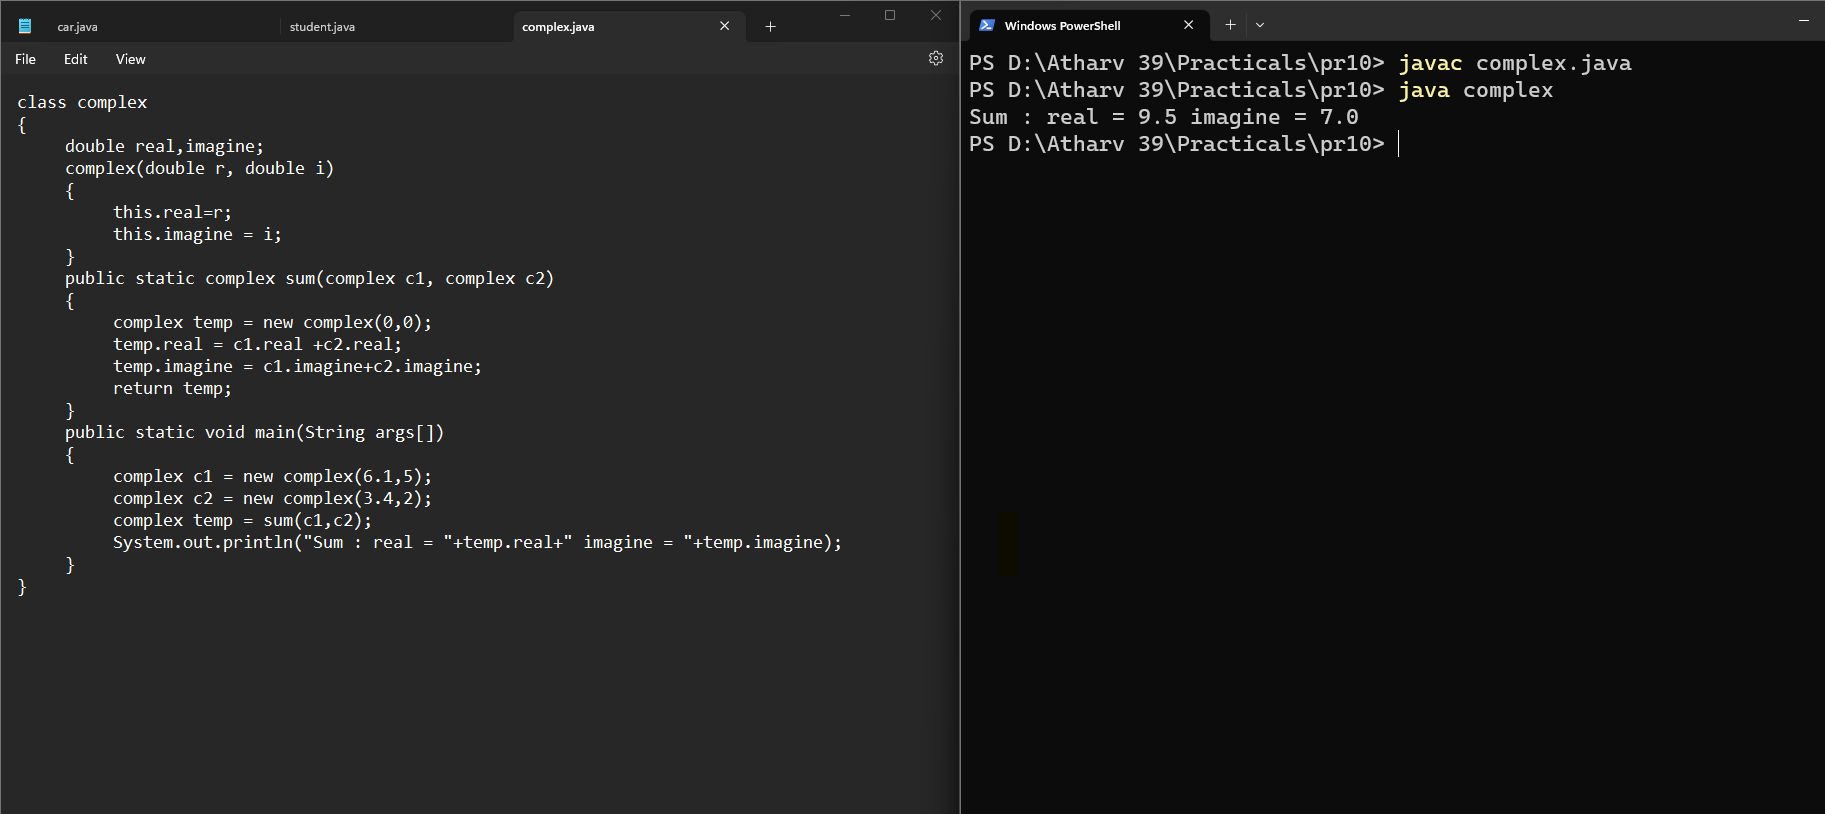 car.java
student.java
complex.java
File Edit View
class complex
{
double real,imagine;
complex(double r, double i)
{
this.real=r;
this.imagine = i;
}
public static complex sum(complex c1, complex c2)
{
complex temp = new complex(0,0);
temp.real = c1.real +c2.real;
temp.imagine = c1.imagine+c2.imagine;
return temp;
}
public static void main(String args[])
{
complex c1 = new complex(6.1,5);
complex c2 = new complex(3.4,2);
complex temp = sum(c1,c2);
System.out.println("Sum : real = "+temp.real+" imagine = "+temp.imagine);
}
}
Windows PowerShell
PS D:\Atharv 39\Practicals\pr10> javac complex.java
PS D:\Atharv 39\Practicals\pr10> java complex
Sum : real = 9.5 imagine = 7.0
PS D:\Atharv 39\Practicals\pr10>